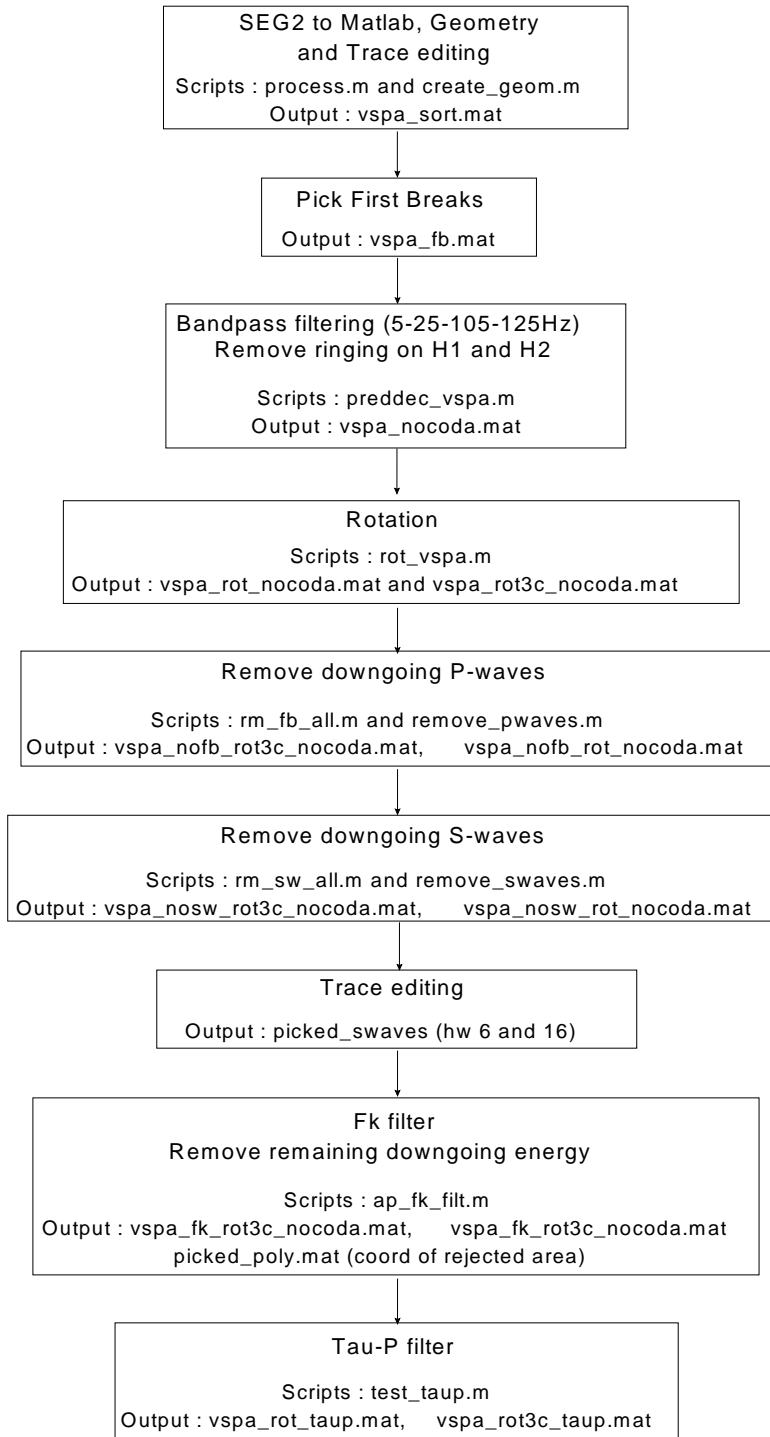 SEG2 to Matlab, Geometry
and Trace editing
Scripts : process.m and create_geom.m
Output : vspa_sort.mat
Pick First Breaks
Output : vspa_fb.mat
Bandpass filtering (5-25-105-125Hz)
Remove ringing on H1 and H2
Scripts : preddec_vspa.m
Output : vspa_nocoda.mat
Rotation
Scripts : rot_vspa.m
Output : vspa_rot_nocoda.mat and vspa_rot3c_nocoda.mat
Remove downgoing P-waves
Scripts : rm_fb_all.m and remove_pwaves.m
Output : vspa_nofb_rot3c_nocoda.mat, vspa_nofb_rot_nocoda.mat
Remove downgoing S-waves
Scripts : rm_sw_all.m and remove_swaves.m
Output : vspa_nosw_rot3c_nocoda.mat, vspa_nosw_rot_nocoda.mat
Trace editing
Output : picked_swaves (hw 6 and 16)
Fk filter
Remove remaining downgoing energy
Scripts : ap_fk_filt.m
Output : vspa_fk_rot3c_nocoda.mat, vspa_fk_rot3c_nocoda.mat
picked_poly.mat (coord of rejected area)
Tau-P filter
Scripts : test_taup.m
Output : vspa_rot_taup.mat, vspa_rot3c_taup.mat